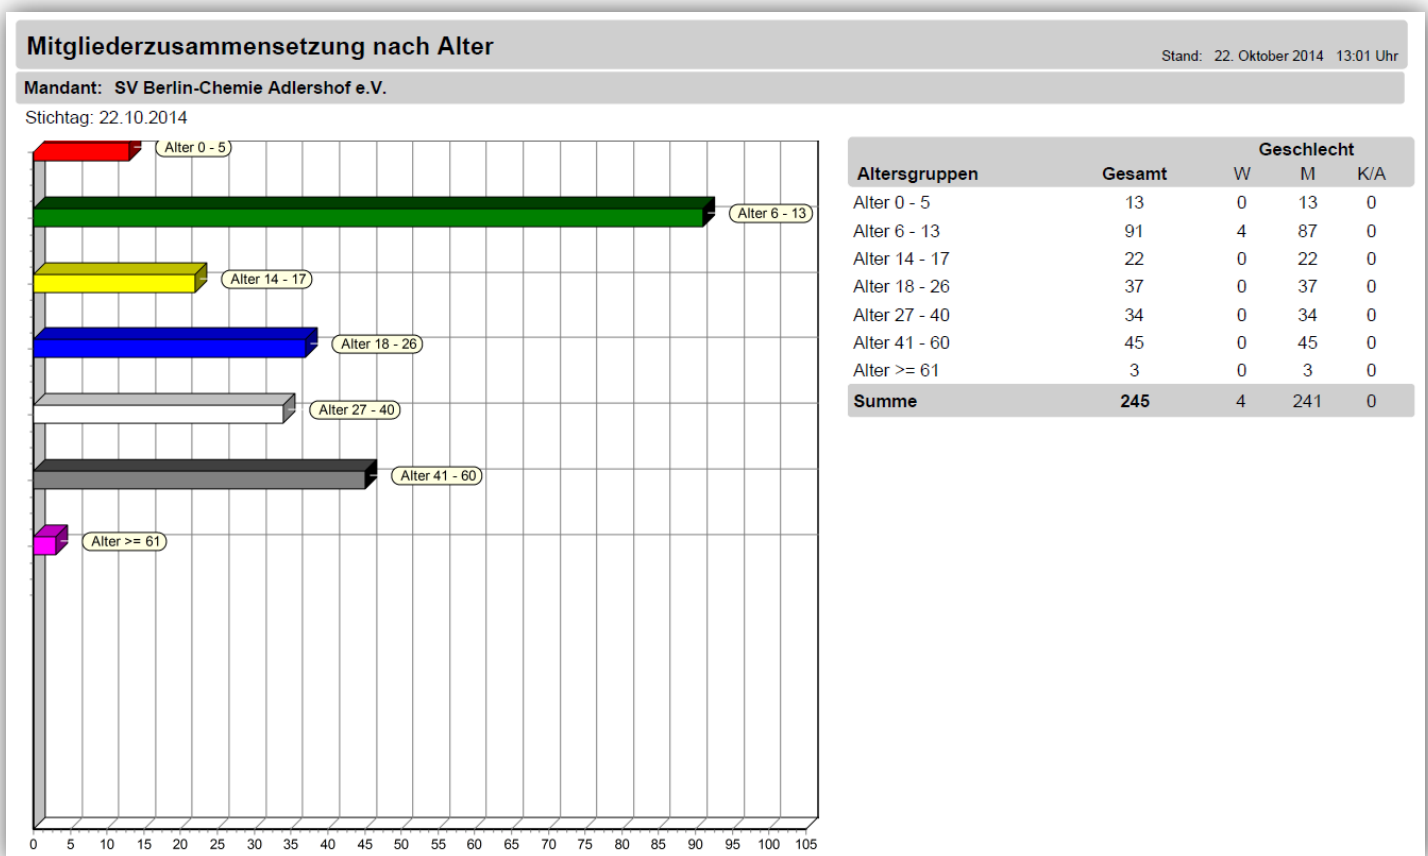 Mitgliederzusammensetzung nach Alter
Stand: 22. Oktober 2014 13:01 Uhr
Mandant: SV Berlin-Chemie Adlershof e.V.
Stichtag: 22.10.2014
Alter 0 - 5
Alter 6 - 13
Alter 14 - 17
Alter 18 - 26
Alter 27 - 40
Alter 41 - 60
Alter >= 61
0 5 10 15 20 25 30 35 40 45 50 55 60 65 70 75 80 85 90 95 100 105
Geschlecht
Altersgruppen Gesamt W M K/A
Alter 0 - 5 13 0 13 0
Alter 6 - 13 91 4 87 0
Alter 14 - 17 22 0 22 0
Alter 18 - 26 37 0 37 0
Alter 27 - 40 34 0 34 0
Alter 41 - 60 45 0 45 0
Alter >= 61 3 0 3 0
Summe 245 4 241 0